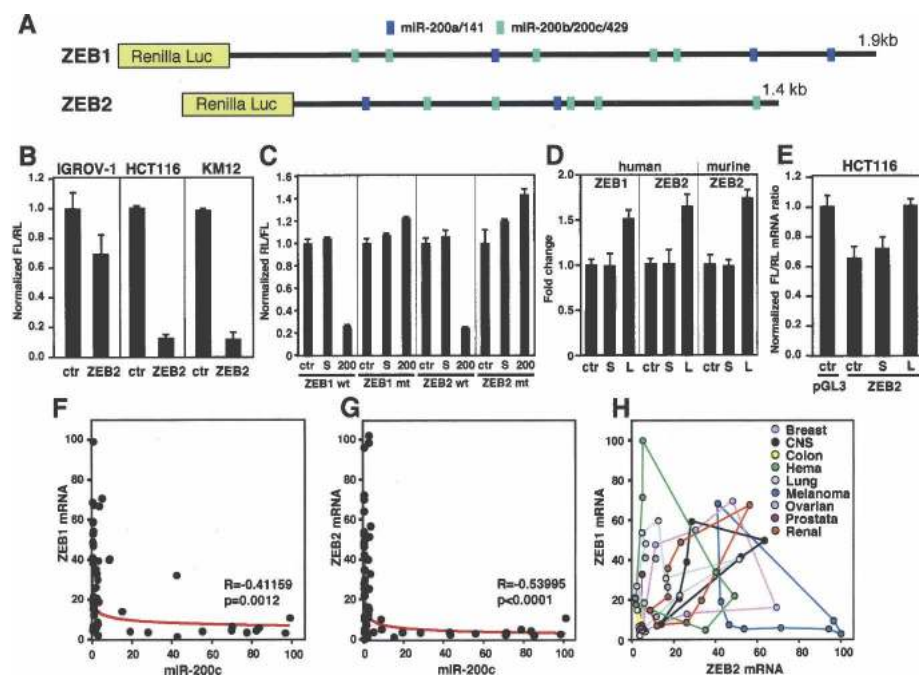 A
miR-200a/141 miR-200b/200c/429
ZEB1 Renilla Luc 1.9kb
ZEB2 Renilla Luc 1.4 kb
B
IGROV-1 HCT116 KM12
Normalized FL/RL
1.2
1.0
0.8
0.6
0.4
0.2
0.0
ctr ZEB2 ctr ZEB2 ctr ZEB2
C
Normalized RL/FL
1.6
1.4
1.2
1.0
0.8
0.6
0.4
0.2
0
ctr S 200 ctr S 200 ctr S 200 ctr S 200
ZEB1 wt ZEB1 mt ZEB2 wt ZEB2 mt
D
human murine
ZEB1 ZEB2 ZEB2
Fold change
2.0
1.5
1.0
0.5
0.0
ctr S L ctr S L ctr S L
E
HCT116
Normalized FL/RL mRNA ratio
1.2
1.0
0.8
0.6
0.4
0.2
0.0
ctr ctr S L
pGL3 ZEB2
F
ZEB1 mRNA
100
80
60
40
20
0
R=-0.41159
p=0.0012
0 20 40 60 80 100
miR-200c
G
ZEB2 mRNA
100
80
60
40
20
0
R=-0.53995
p<0.0001
0 20 40 60 80 100
miR-200c
H
ZEB1 mRNA
100
80
60
40
20
0
Breast
CNS
Colon
Hema
Lung
Melanoma
Ovarian
Prostata
Renal
0 20 40 60 80 100
ZEB2 mRNA